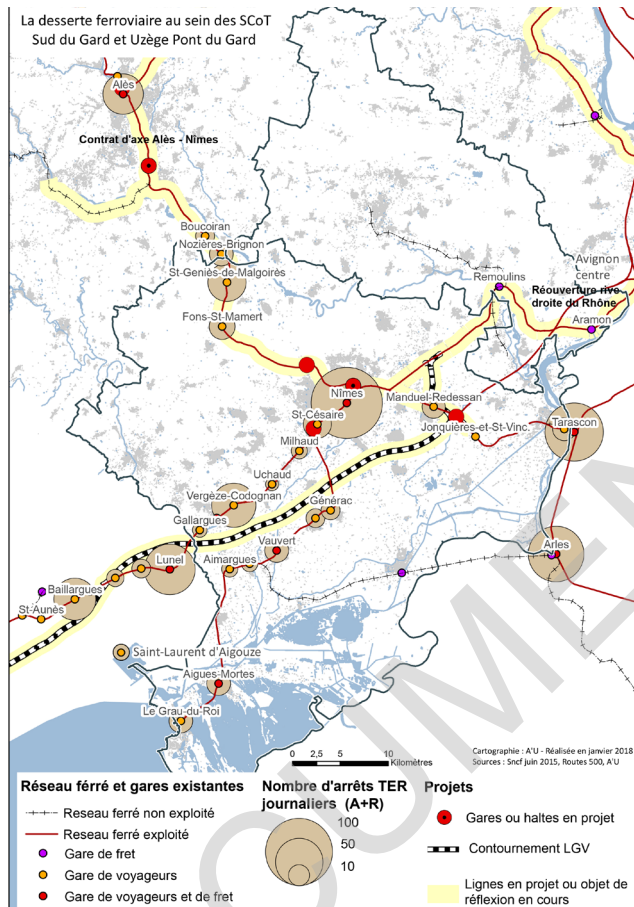 La desserte ferroviaire au sein des SCoT
Sud du Gard et Uzège Pont du Gard
Alès
Contrat d'axe Alès - Nîmes
Boucoiran
Nozières-Brignon
St-Geniès-de-Malgoirès
Fons-St-Mamert
Avignon
centre
Remoulins
Réouverture rive
droite du Rhône
Aramon
Nîmes
Manduel-Redessan
St-Césaire
Jonquières-et-St-Vinc.
Tarascon
Milhaud
Uchaud
Vergèze-Codognan
Générac
Gallargues
Vauvert
Arles
Lunel
Aimargues
Baillargues
St-Aunès
Saint-Laurent d'Aigouze
Aigues-Mortes
Le Grau-du-Roi
0 2,5 5 10
Kilomètres
Cartographie : A'U - Réalisée en janvier 2018
Sources : Sncf juin 2015, Routes 500, A'U
Réseau férré et gares existantes
Reseau ferré non exploité
Reseau ferré exploité
Gare de fret
Gare de voyageurs
Gare de voyageurs et de fret
Nombre d'arrêts TER
journaliers (A+R)
100
50
10
Projets
Gares ou haltes en projet
Contournement LGV
Lignes en projet ou objet de
réflexion en cours